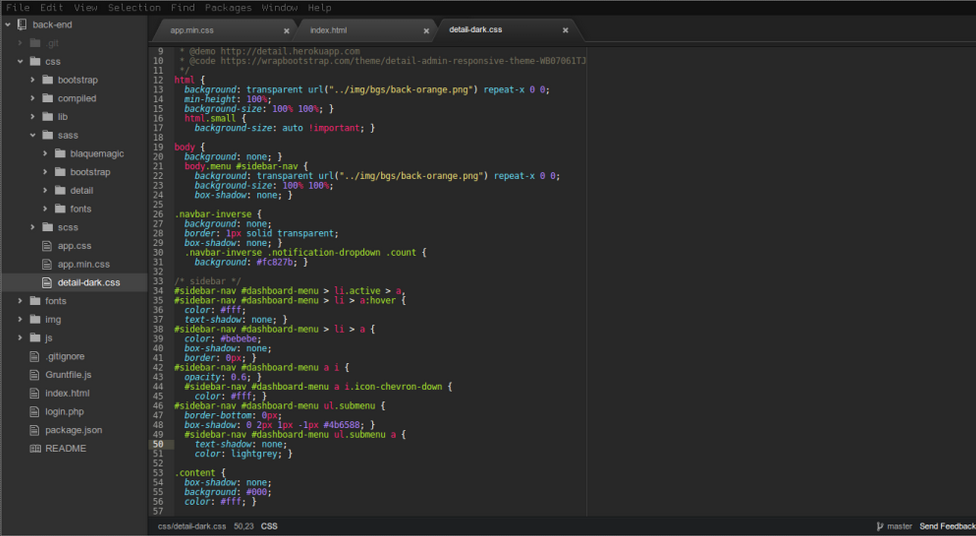 File Edit View Selection Find Packages Window Help
back-end
.git
css
bootstrap
compiled
lib
sass
blaquemagic
bootstrap
detail
fonts
scss
app.css
app.min.css
detail-dark.css
fonts
img
js
.gitignore
Gruntfile.js
index.html
login.php
package.json
README
app.min.css × index.html × detail-dark.css ×
9 * @demo http://detail.herokuapp.com
10 * @code https://wrapbootstrap.com/theme/detail-admin-responsive-theme-WB07061TJ
11 */
12 html {
13 background: transparent url("../img/bgs/back-orange.png") repeat-x 0 0;
14 min-height: 100%;
15 background-size: 100% 100%; }
16 html.small {
17 background-size: auto !important; }
18
19 body {
20 background: none; }
21 body.menu #sidebar-nav {
22 background: transparent url("../img/bgs/back-orange.png") repeat-x 0 0;
23 background-size: 100% 100%;
24 box-shadow: none; }
25
26 .navbar-inverse {
27 background: none;
28 border: 1px solid transparent;
29 box-shadow: none; }
30 .navbar-inverse .notification-dropdown .count {
31 background: #fc827b; }
32
33 /* sidebar */
34 #sidebar-nav #dashboard-menu > li.active > a,
35 #sidebar-nav #dashboard-menu > li > a:hover {
36 color: #fff;
37 text-shadow: none; }
38 #sidebar-nav #dashboard-menu > li > a {
39 color: #bebebe;
40 box-shadow: none;
41 border: 0px; }
42 #sidebar-nav #dashboard-menu a i {
43 opacity: 0.6; }
44 #sidebar-nav #dashboard-menu a i.icon-chevron-down {
45 color: #fff; }
46 #sidebar-nav #dashboard-menu ul.submenu {
47 border-bottom: 0px;
48 box-shadow: 0 2px 1px -1px #4b6588; }
49 #sidebar-nav #dashboard-menu ul.submenu a {
50 text-shadow: none;
51 color: lightgrey; }
52
53 .content {
54 box-shadow: none;
55 background: #000;
56 color: #fff; }
57
css/detail-dark.css 50,23 CSS master Send Feedback